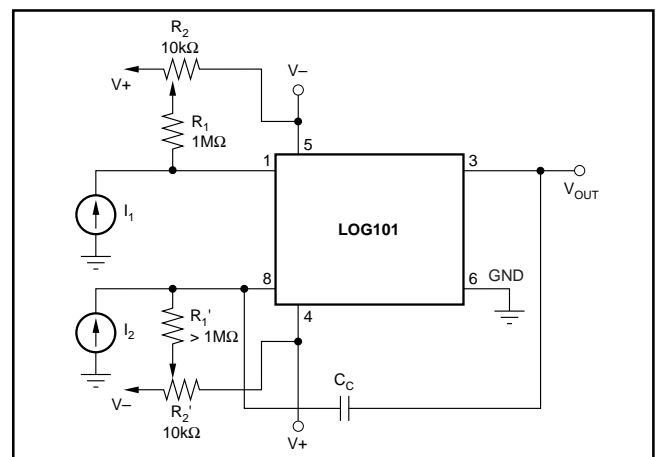 R2
10kΩ
V+
V–
R1
1MΩ
5
1
3
VOUT
I1
LOG101
8
6
GND
4
I2
R1'
> 1MΩ
CC
V–
R2'
10kΩ
V+